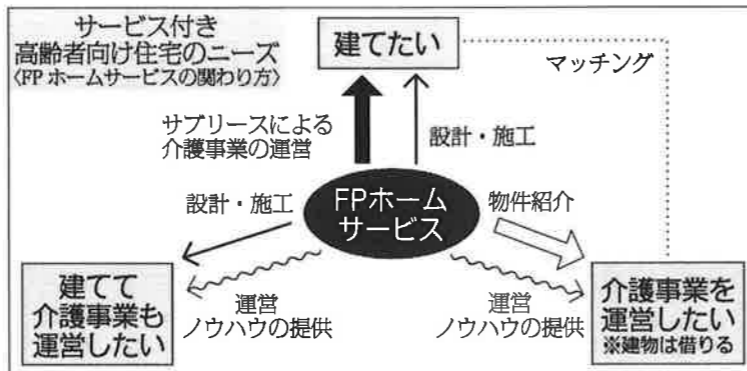 サービス付き
高齢者向け住宅のニーズ
〈FPホームサービスの関わり方〉
建てたい
マッチング
サブリースによる
介護事業の運営
設計・施工
設計・施工
FPホーム
サービス
物件紹介
建てて
介護事業も
運営したい
運営
ノウハウの提供
運営
ノウハウの提供
介護事業を
運営したい
※建物は借りる